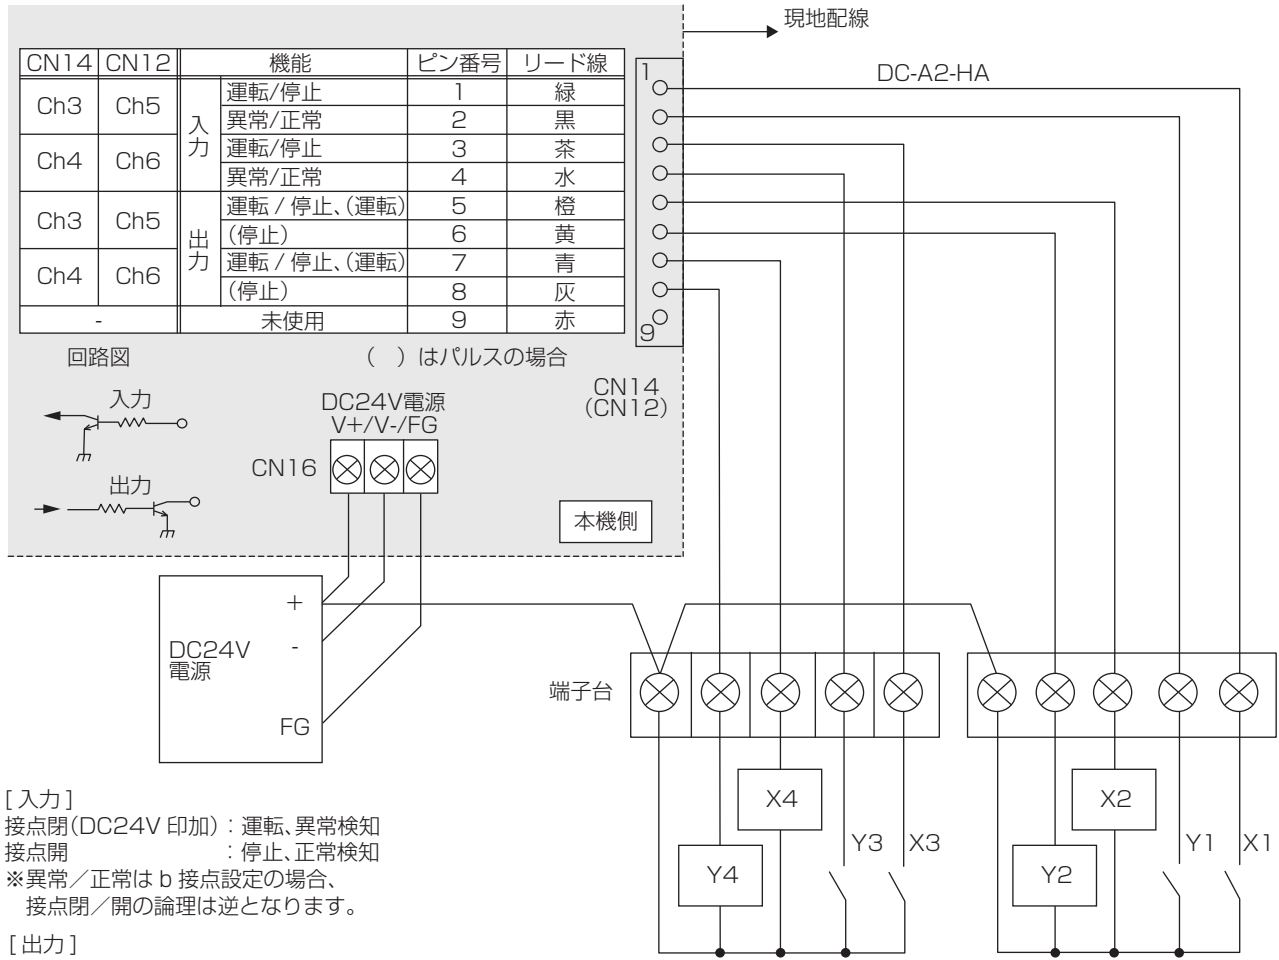 現地配線
CN14 CN12 機能 ピン番号 リード線
Ch3 Ch5 入力 運転/停止 1 緑
異常/正常 2 黒
Ch4 Ch6 運転/停止 3 茶
異常/正常 4 水
Ch3 Ch5 出力 運転 / 停止、(運転) 5 橙
(停止) 6 黄
Ch4 Ch6 運転 / 停止、(運転) 7 青
(停止) 8 灰
- 未使用 9 赤
1
9
DC-A2-HA
回路図 ( )はパルスの場合
CN14
(CN12)
入力
出力
DC24V電源
V+/V-/FG
CN16
本機側
+
DC24V
電源
-
FG
端子台
X4 X2
Y3 X3 Y1 X1
Y4 Y2
[ 入力 ]
接点閉(DC24V 印加) : 運転、異常検知
接点開 : 停止、正常検知
※異常/正常は b 接点設定の場合、
接点閉/開の論理は逆となります。
[ 出力 ]